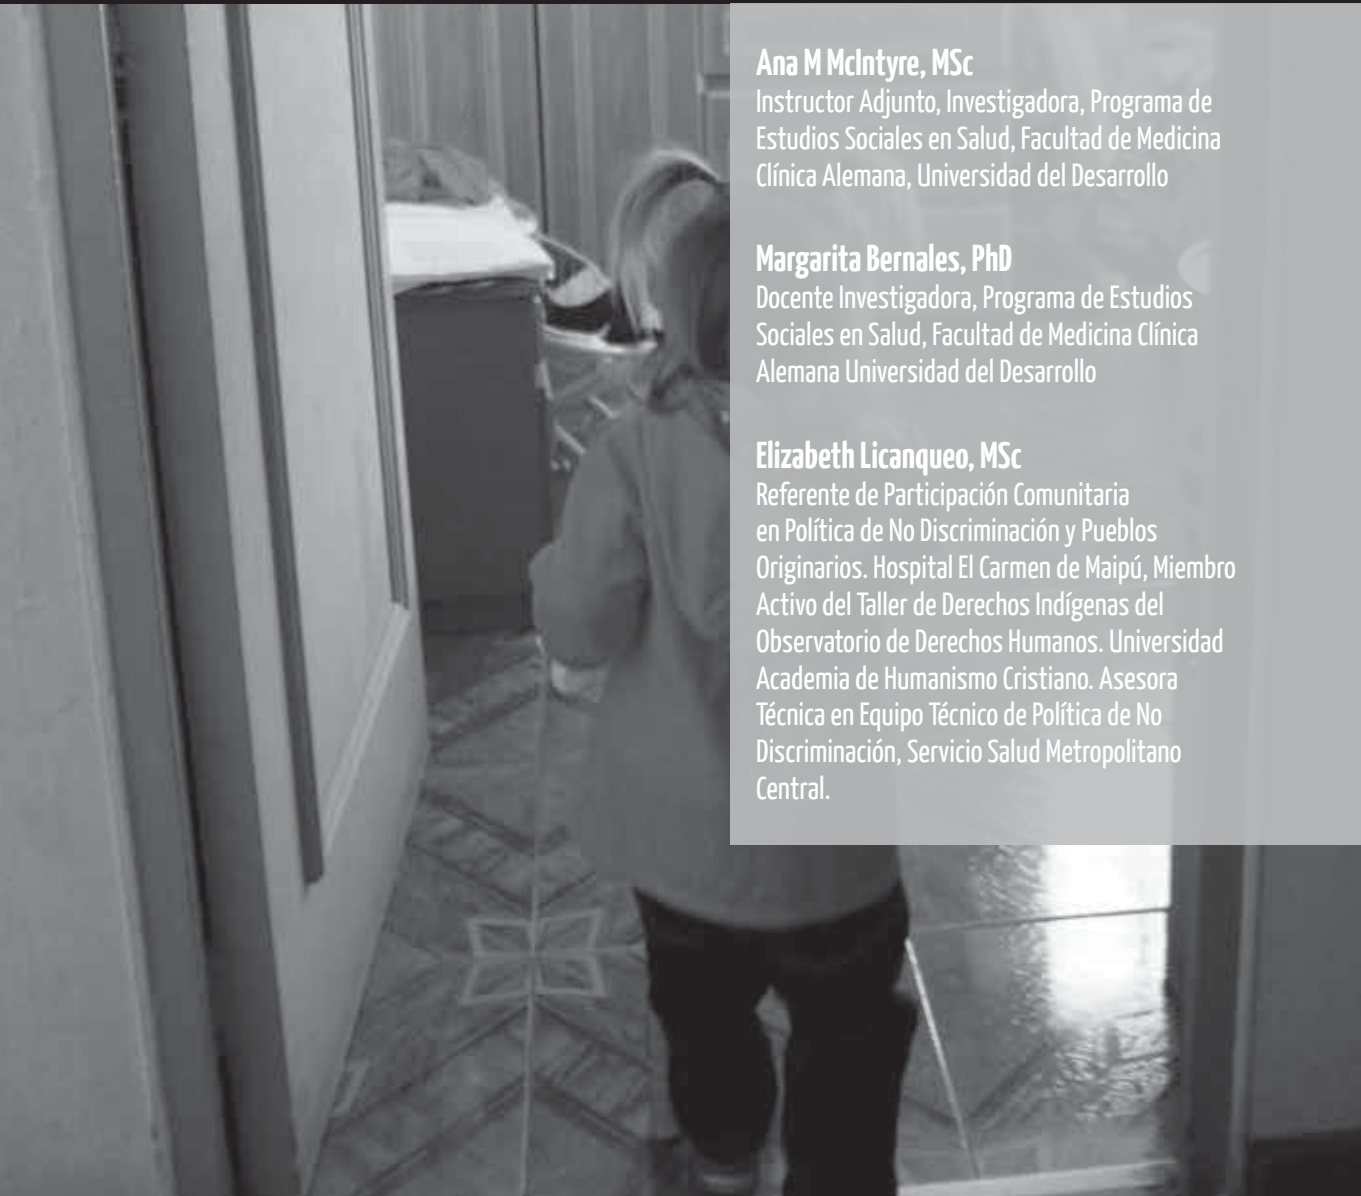 Ana M McIntyre, MSc
Instructor Adjunto, Investigadora, Programa de
Estudios Sociales en Salud, Facultad de Medicina
Clínica Alemana, Universidad del Desarrollo
Margarita Bernales, PhD
Docente Investigadora, Programa de Estudios
Sociales en Salud, Facultad de Medicina Clínica
Alemana Universidad del Desarrollo
Elizabeth Licanqueo, MSc
Referente de Participación Comunitaria
en Política de No Discriminación y Pueblos
Originarios. Hospital El Carmen de Maipú, Miembro
Activo del Taller de Derechos Indígenas del
Observatorio de Derechos Humanos. Universidad
Academia de Humanismo Cristiano. Asesora
Técnica en Equipo Técnico de Política de No
Discriminación, Servicio Salud Metropolitano
Central.